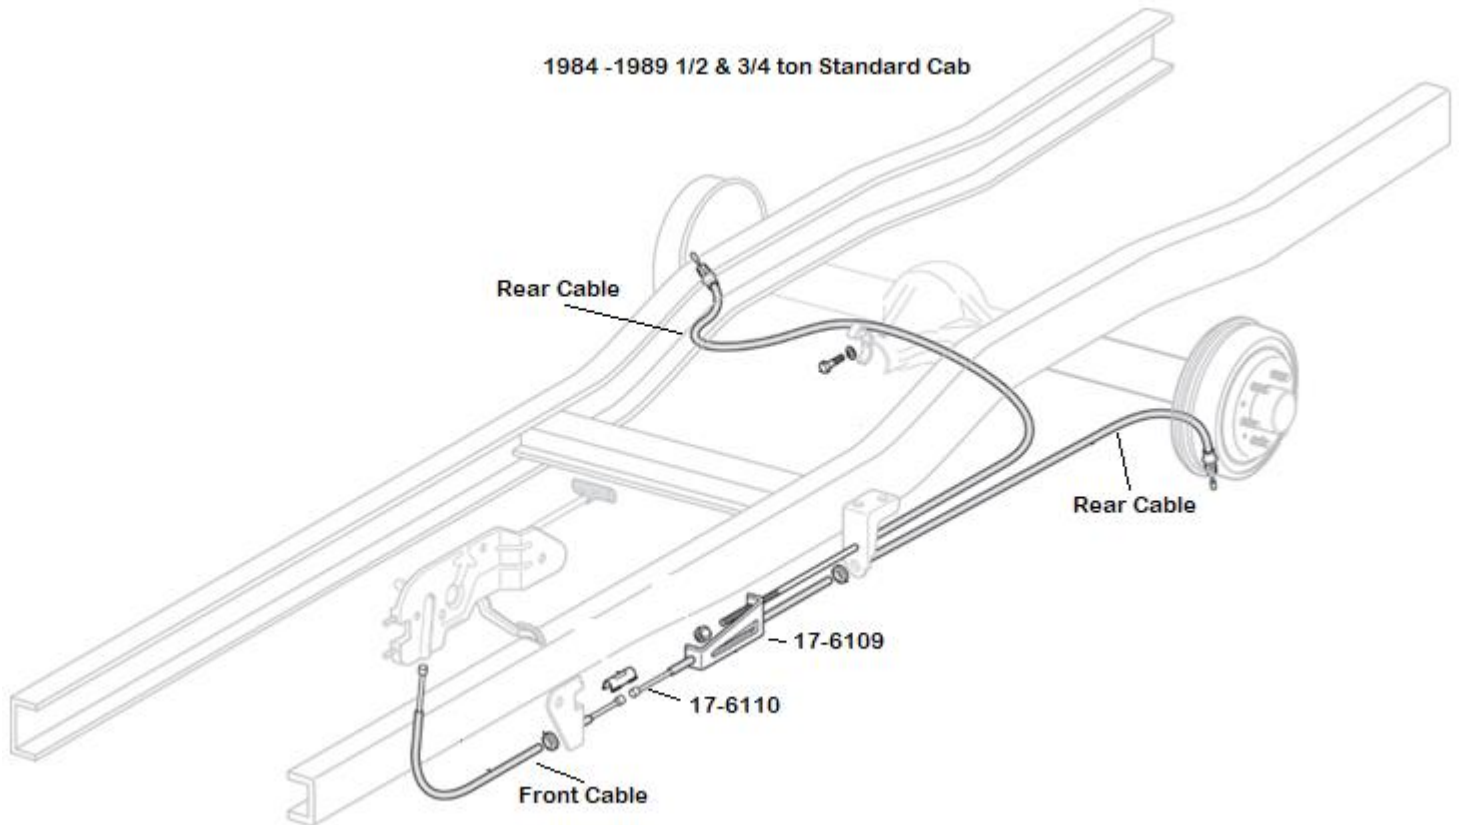 1984 -1989 1/2 & 3/4 ton Standard Cab
Rear Cable
Rear Cable
17-6109
17-6110
Front Cable